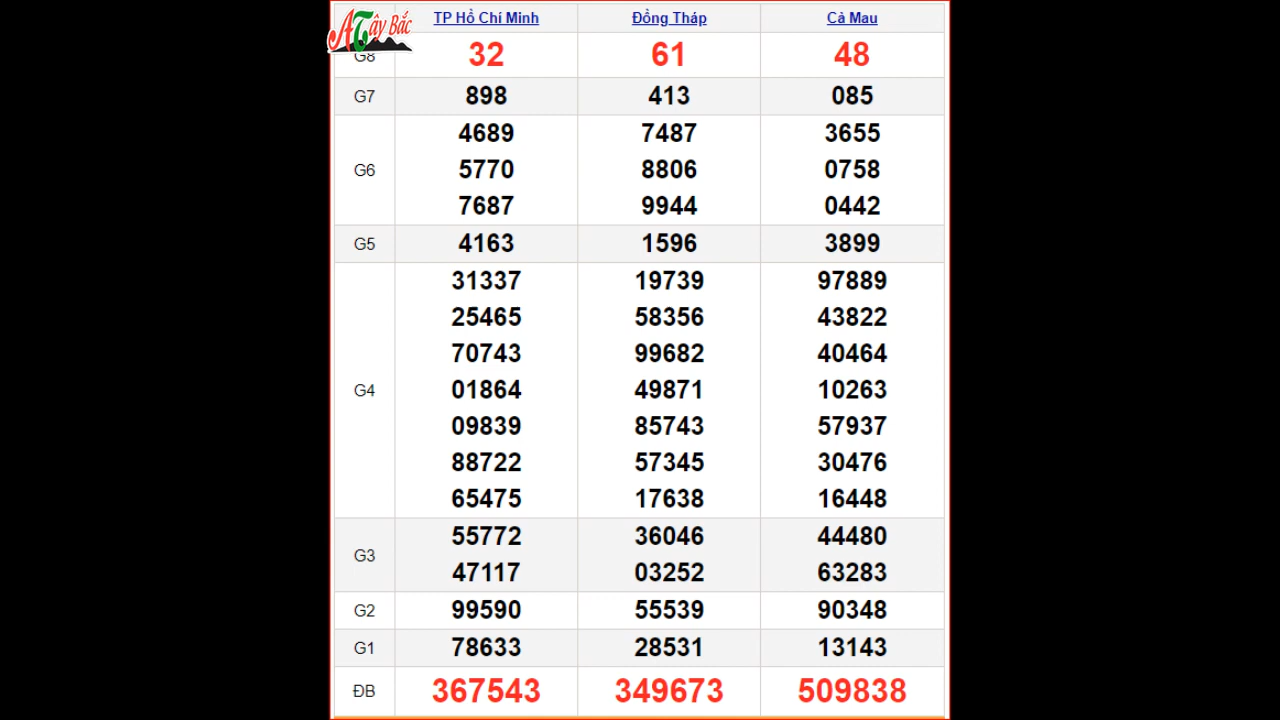 ATây Bắc
TP Hồ Chí Minh Đồng Tháp Cà Mau
G8 32 61 48
G7 898 413 085
4689 7487 3655
G6 5770 8806 0758
7687 9944 0442
G5 4163 1596 3899
31337 19739 97889
25465 58356 43822
70743 99682 40464
G4 01864 49871 10263
09839 85743 57937
88722 57345 30476
65475 17638 16448
G3 55772 36046 44480
47117 03252 63283
G2 99590 55539 90348
G1 78633 28531 13143
ĐB 367543 349673 509838